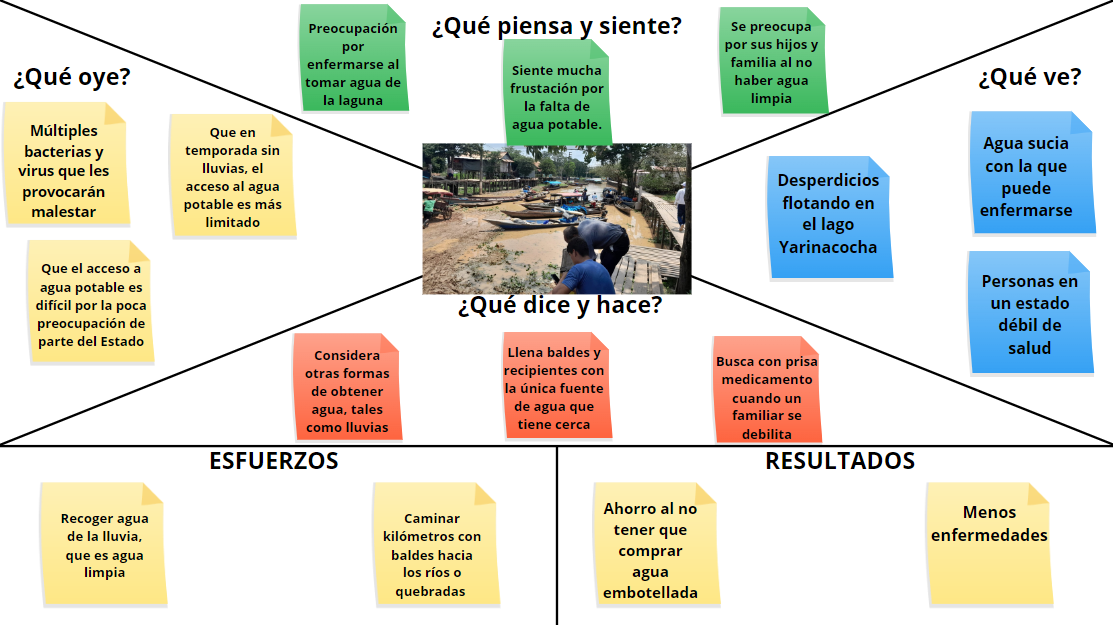 ¿Qué piensa y siente?
Preocupación
por
enfermarse al
tomar agua de
la laguna
Siente mucha
frustación por
la falta de
agua potable.
Se preocupa
por sus hijos y
familia al no
haber agua
limpia
¿Qué oye?
Múltiples
bacterias y
virus que les
provocarán
malestar
Que en
temporada sin
lluvias, el
acceso al agua
potable es más
limitado
Que el acceso a
agua potable es
difícil por la poca
preocupación de
parte del Estado
¿Qué ve?
Desperdicios
flotando en
el lago
Yarinacocha
Agua sucia
con la que
puede
enfermarse
Personas en
un estado
débil de
salud
¿Qué dice y hace?
Considera
otras formas
de obtener
agua, tales
como lluvias
Llena baldes y
recipientes con
la única fuente
de agua que
tiene cerca
Busca con prisa
medicamento
cuando un
familiar se
debilita
ESFUERZOS
Recoger agua
de la lluvia,
que es agua
limpia
Caminar
kilómetros con
baldes hacia
los ríos o
quebradas
RESULTADOS
Ahorro al no
tener que
comprar
agua
embotellada
Menos
enfermedades